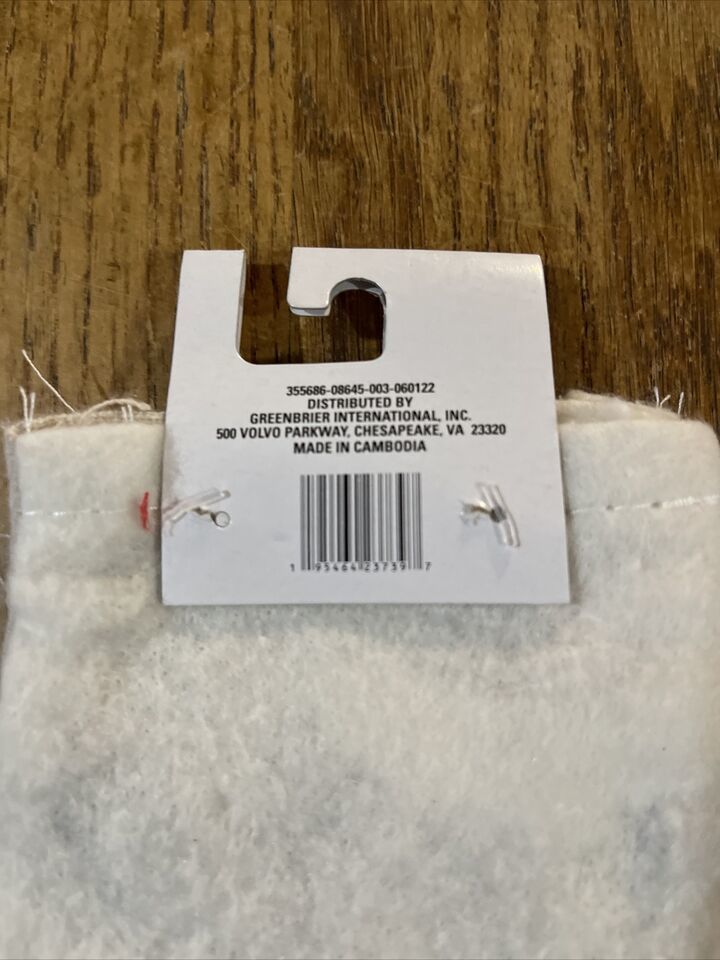 355686-08645-003-060122
DISTRIBUTED BY
GREENBRIER INTERNATIONAL, INC.
500 VOLVO PARKWAY, CHESAPEAKE, VA 23320
MADE IN CAMBODIA
1 95464 23739 7